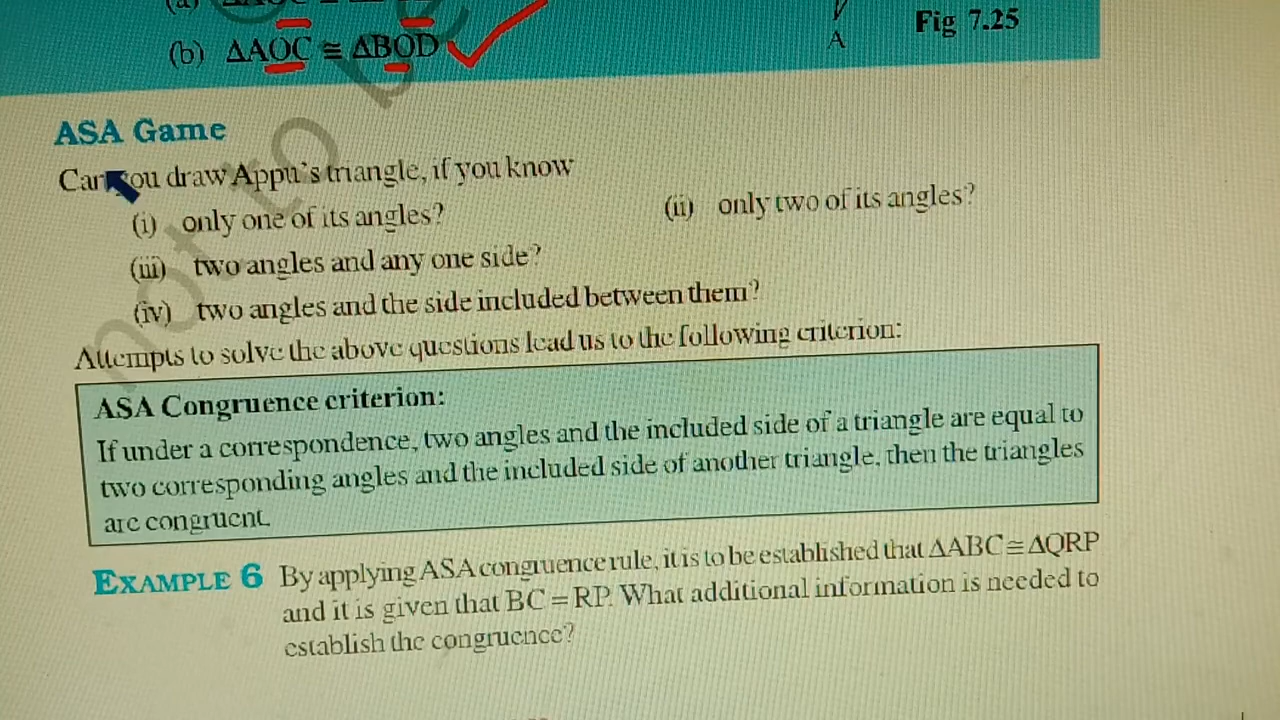 (b) ΔAOC ≅ ΔBOD
Fig 7.25
A
ASA Game
Can you draw Appu's triangle, if you know
(i) only one of its angles?
(ii) only two of its angles?
(iii) two angles and any one side?
(iv) two angles and the side included between them?
Attempts to solve the above questions lead us to the following criterion:
ASA Congruence criterion:
If under a correspondence, two angles and the included side of a triangle are equal to
two corresponding angles and the included side of another triangle, then the triangles
are congruent.
EXAMPLE 6 By applying ASA congruence rule, it is to be established that ΔABC ≅ ΔQRP
and it is given that BC = RP. What additional information is needed to
establish the congruence?
not to be